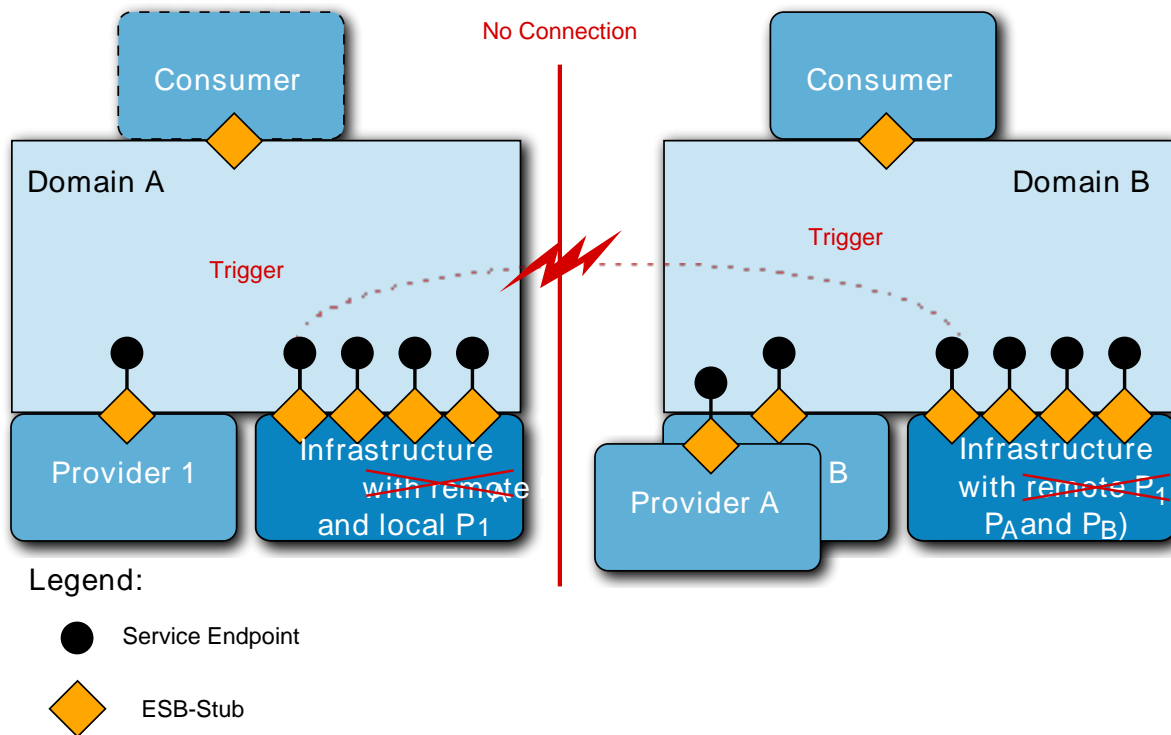 No Connection
Consumer
Consumer
Domain A
Domain B
Trigger
Trigger
Provider 1
Infrastructure
with remote A
and local P1
Provider A
B
Infrastructure
with remote P1
PA and PB)
Legend:
Service Endpoint
ESB-Stub